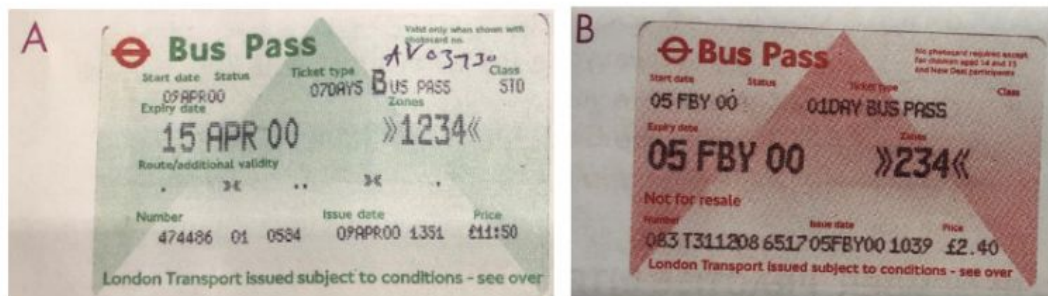 A
Bus Pass
Valid only when shown with
photocard no.
AV 03730
Start date Status Ticket type Class
09APR00 07DAYS BUS PASS STD
Expiry date Zones
15 APR 00 »1234«
Route/additional validity
Number Issue date Price
474486 01 0584 09APR00 1351 £11:50
London Transport issued subject to conditions - see over
B
Bus Pass
No photocard required except
for children aged 14 and 15
and New Deal participants
Start date Status Ticket type Class
05 FBY 00 01DAY BUS PASS
Expiry date Zones
05 FBY 00 »234«
Not for resale
Number Issue date Price
083 T311208 6517 05FBY00 1039 £2.40
London Transport issued subject to conditions - see over